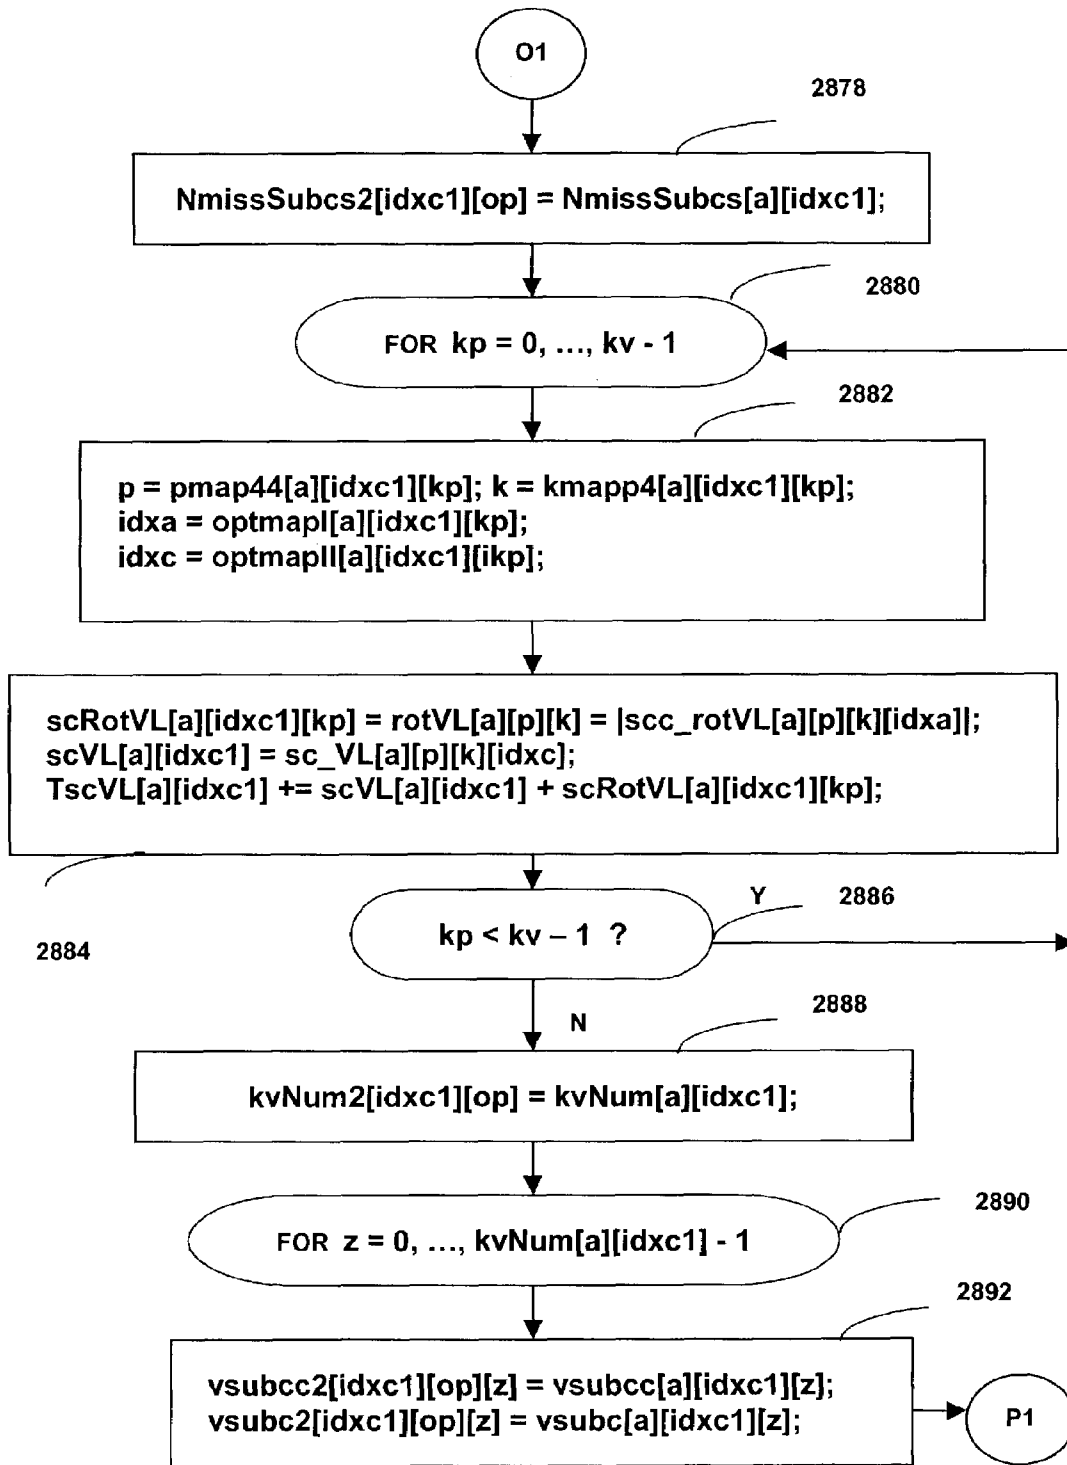 O1
2878
NmissSubcs2[idxc1][op] = NmissSubcs[a][idxc1];
2880
FOR kp = 0, ..., kv - 1
2882
p = pmap44[a][idxc1][kp]; k = kmapp4[a][idxc1][kp];
idxa = optmapI[a][idxc1][kp];
idxc = optmapII[a][idxc1][ikp];
scRotVL[a][idxc1][kp] = rotVL[a][p][k] = |scc_rotVL[a][p][k][idxa]|;
scVL[a][idxc1] = sc_VL[a][p][k][idxc];
TscVL[a][idxc1] += scVL[a][idxc1] + scRotVL[a][idxc1][kp];
2884
kp < kv – 1 ?
Y
2886
N
2888
kvNum2[idxc1][op] = kvNum[a][idxc1];
2890
FOR z = 0, ..., kvNum[a][idxc1] - 1
2892
vsubcc2[idxc1][op][z] = vsubcc[a][idxc1][z];
vsubc2[idxc1][op][z] = vsubc[a][idxc1][z];
P1